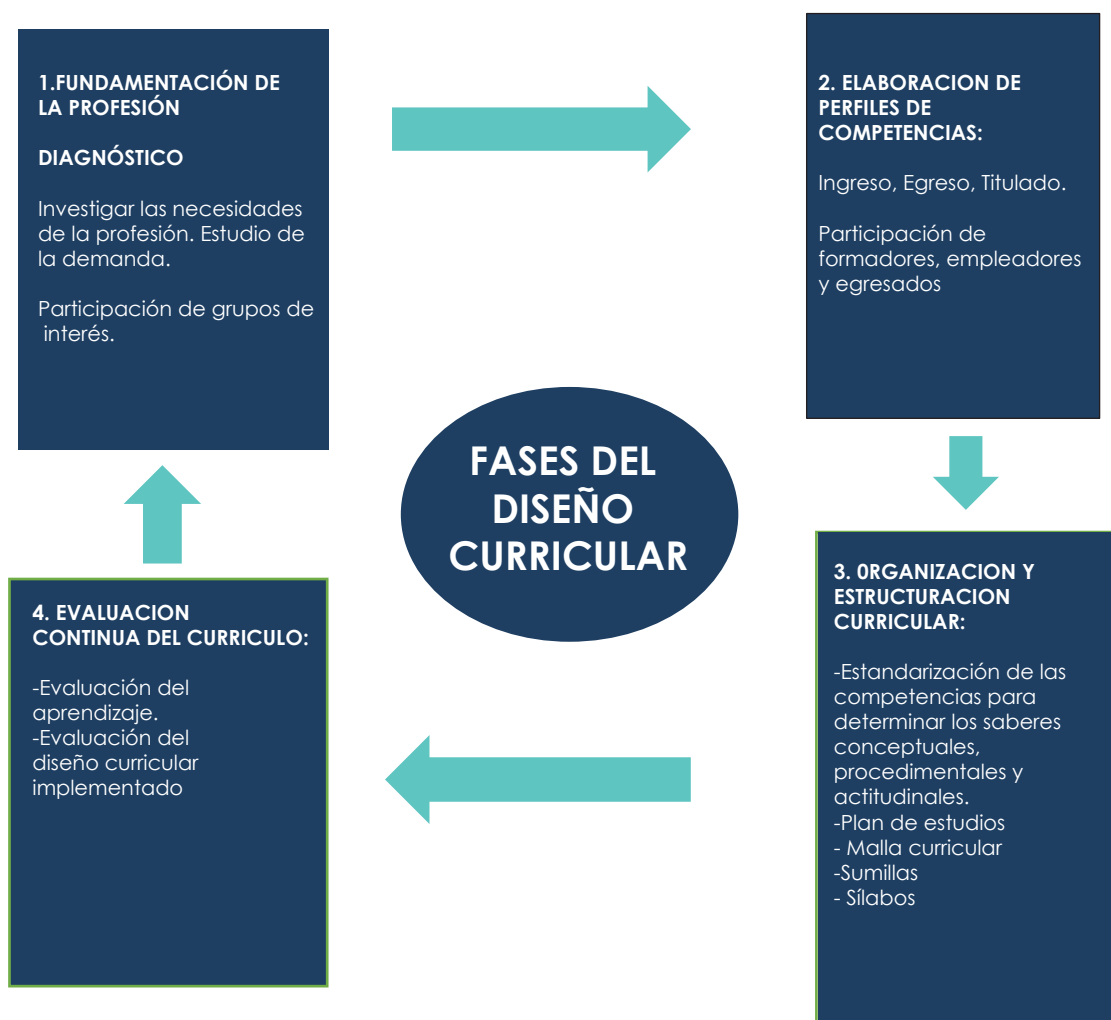 1.FUNDAMENTACIÓN DE
LA PROFESIÓN
DIAGNÓSTICO
Investigar las necesidades
de la profesión. Estudio de
la demanda.
Participación de grupos de
interés.
2. ELABORACION DE
PERFILES DE
COMPETENCIAS:
Ingreso, Egreso, Titulado.
Participación de
formadores, empleadores
y egresados
FASES DEL
DISEÑO
CURRICULAR
3. 0RGANIZACION Y
ESTRUCTURACION
CURRICULAR:
-Estandarización de las
competencias para
determinar los saberes
conceptuales,
procedimentales y
actitudinales.
-Plan de estudios
- Malla curricular
-Sumillas
- Sílabos
4. EVALUACION
CONTINUA DEL CURRICULO:
-Evaluación del
aprendizaje.
-Evaluación del
diseño curricular
implementado